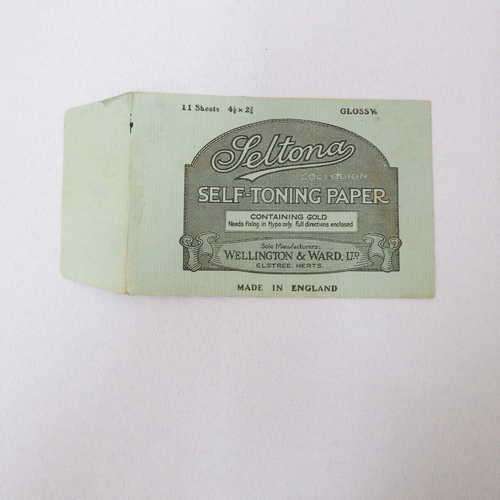 11 Sheets 4¼ × 2¾ GLOSSY.
Seltona
COLLODION
SELF-TONING PAPER
CONTAINING GOLD
Needs Fixing in Hypo only. Full directions enclosed
Sole Manufacturers:
WELLINGTON & WARD, LTD
ELSTREE, HERTS.
MADE IN ENGLAND